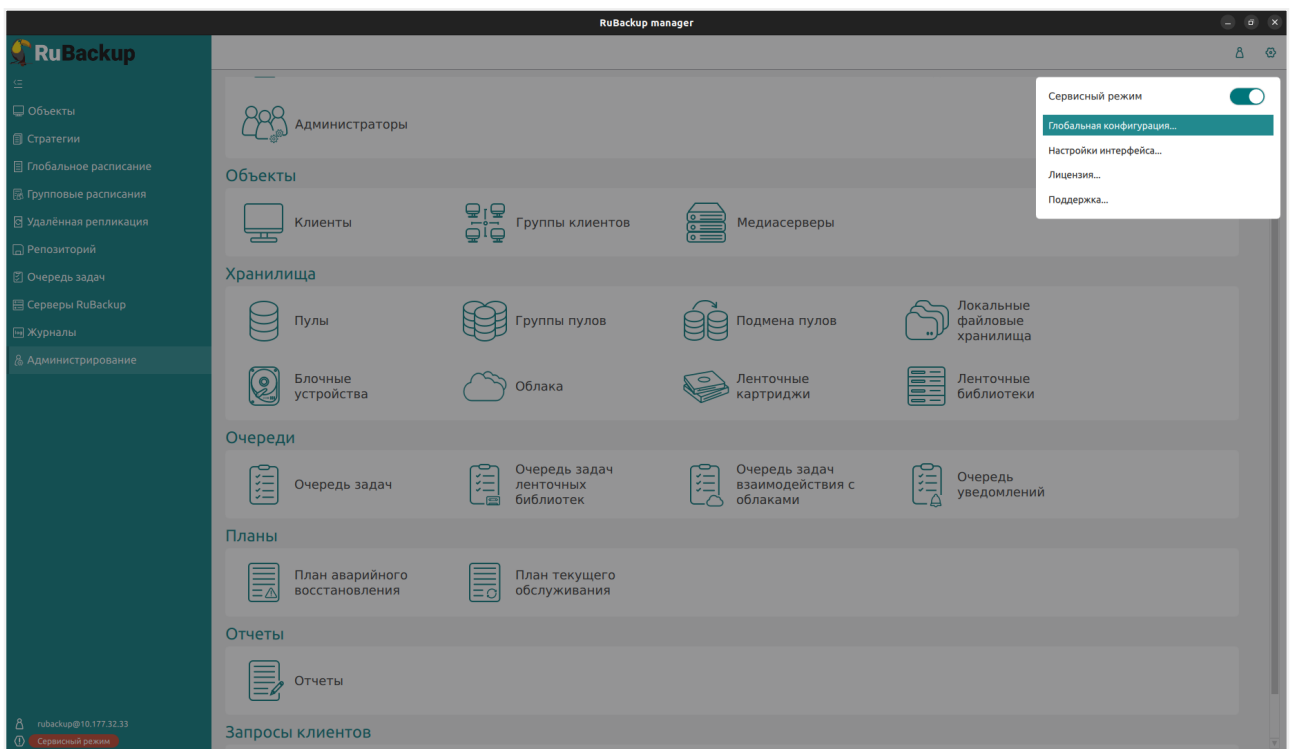 RuBackup manager
RuBackup
Объекты
Стратегии
Глобальное расписание
Групповые расписания
Удалённая репликация
Репозиторий
Очередь задач
Серверы RuBackup
Журналы
Администрирование
rubackup@10.177.32.33
Сервисный режим
Администраторы
Объекты
Клиенты
Группы клиентов
Медиасерверы
Хранилища
Пулы
Группы пулов
Подмена пулов
Локальные
файловые
хранилища
Блочные
устройства
Облака
Ленточные
картриджи
Ленточные
библиотеки
Очереди
Очередь задач
Очередь задач
ленточных
библиотек
Очередь задач
взаимодействия с
облаками
Очередь
уведомлений
Планы
План аварийного
восстановления
План текущего
обслуживания
Отчеты
Отчеты
Запросы клиентов
Сервисный режим
Глобальная конфигурация...
Настройки интерфейса...
Лицензия...
Поддержка...